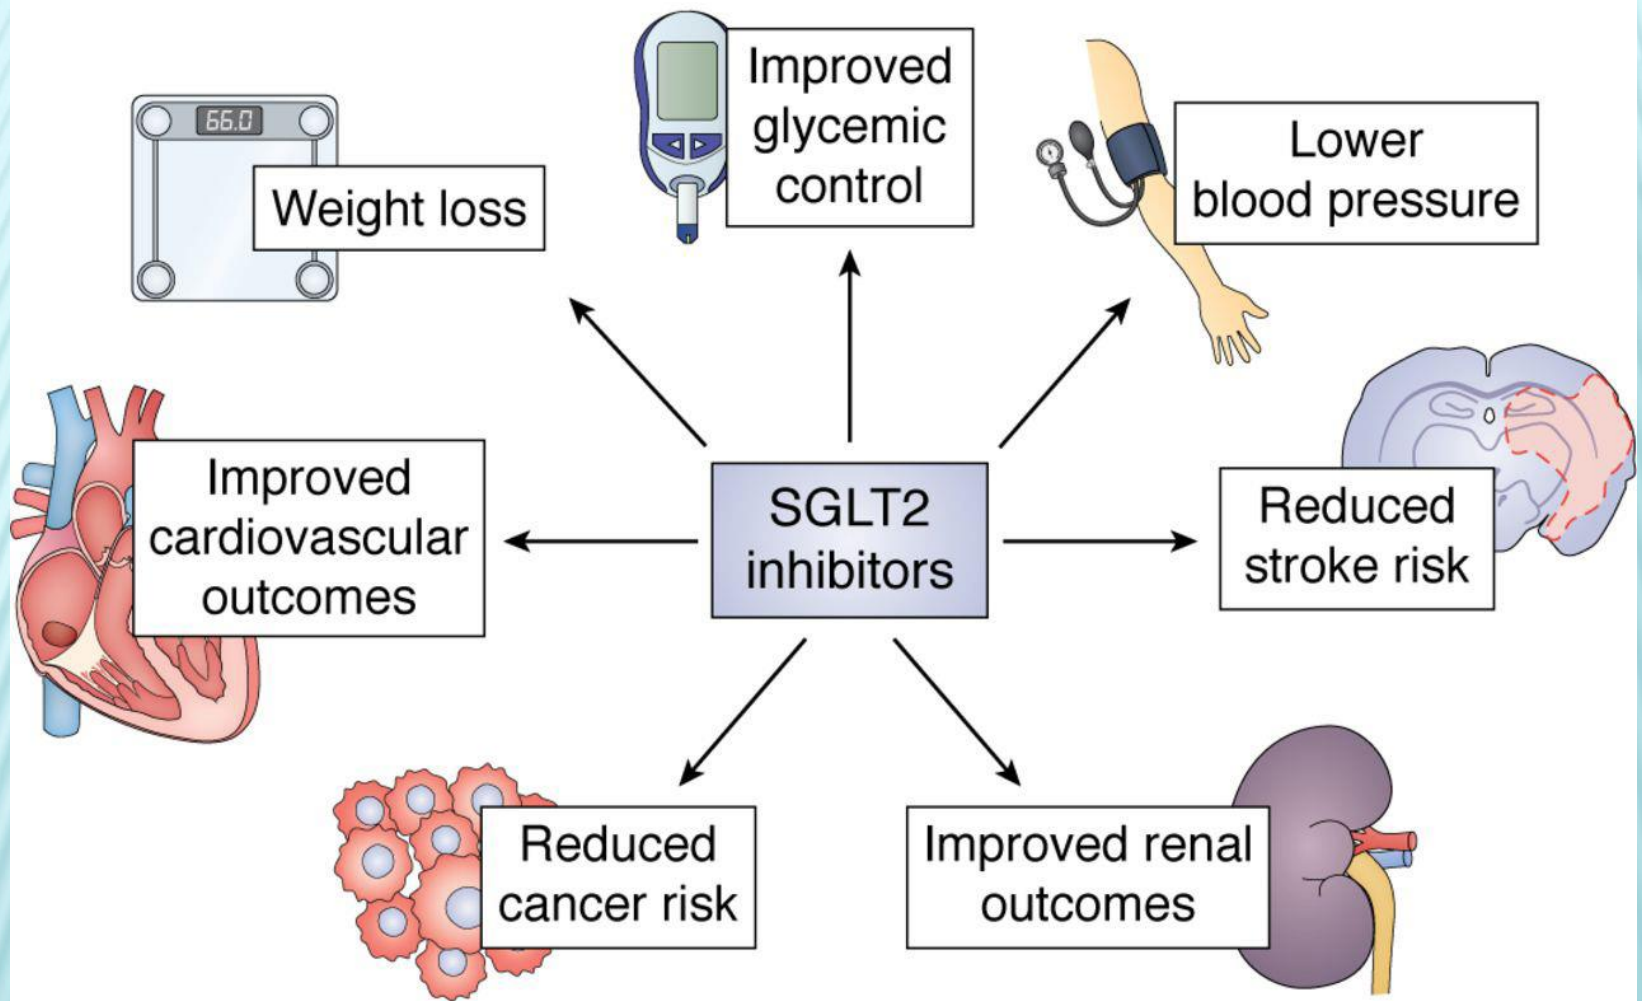 66.0
Weight loss
Improved
glycemic
control
Lower
blood pressure
Improved
cardiovascular
outcomes
SGLT2
inhibitors
Reduced
stroke risk
Reduced
cancer risk
Improved renal
outcomes